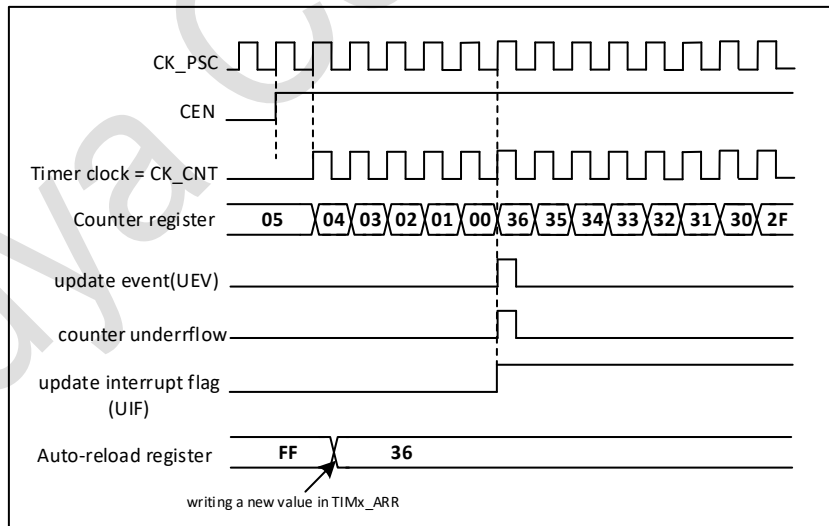 CK_PSC
CEN
Timer clock = CK_CNT
Counter register 05 04 03 02 01 00 36 35 34 33 32 31 30 2F
update event(UEV)
counter underrflow
update interrupt flag
(UIF)
Auto-reload register FF 36
writing a new value in TIMx_ARR